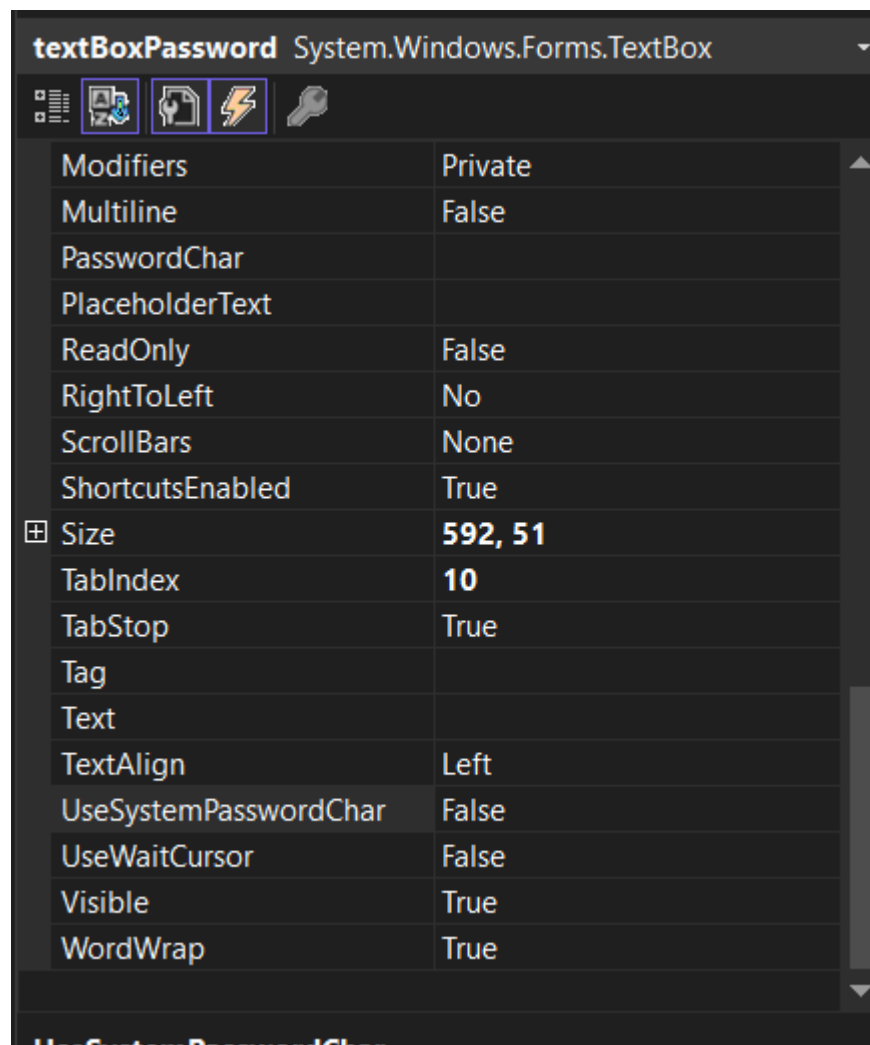 textBoxPassword System.Windows.Forms.TextBox
Modifiers Private
Multiline False
PasswordChar
PlaceholderText
ReadOnly False
RightToLeft No
ScrollBars None
ShortcutsEnabled True
Size 592, 51
TabIndex 10
TabStop True
Tag
Text
TextAlign Left
UseSystemPasswordChar False
UseWaitCursor False
Visible True
WordWrap True
UseSystemPasswordChar